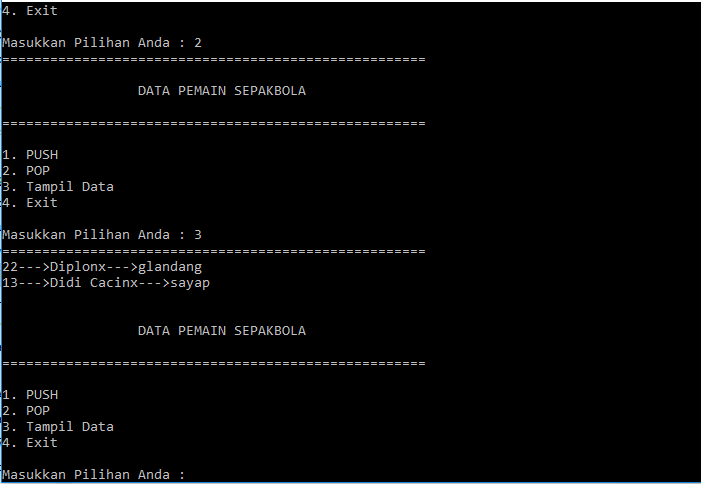 4. Exit
Masukkan Pilihan Anda : 2
=====================================================
DATA PEMAIN SEPAKBOLA
=====================================================
1. PUSH
2. POP
3. Tampil Data
4. Exit
Masukkan Pilihan Anda : 3
=====================================================
22--->Diplonx--->glandang
13--->Didi Cacinx--->sayap
DATA PEMAIN SEPAKBOLA
=====================================================
1. PUSH
2. POP
3. Tampil Data
4. Exit
Masukkan Pilihan Anda :